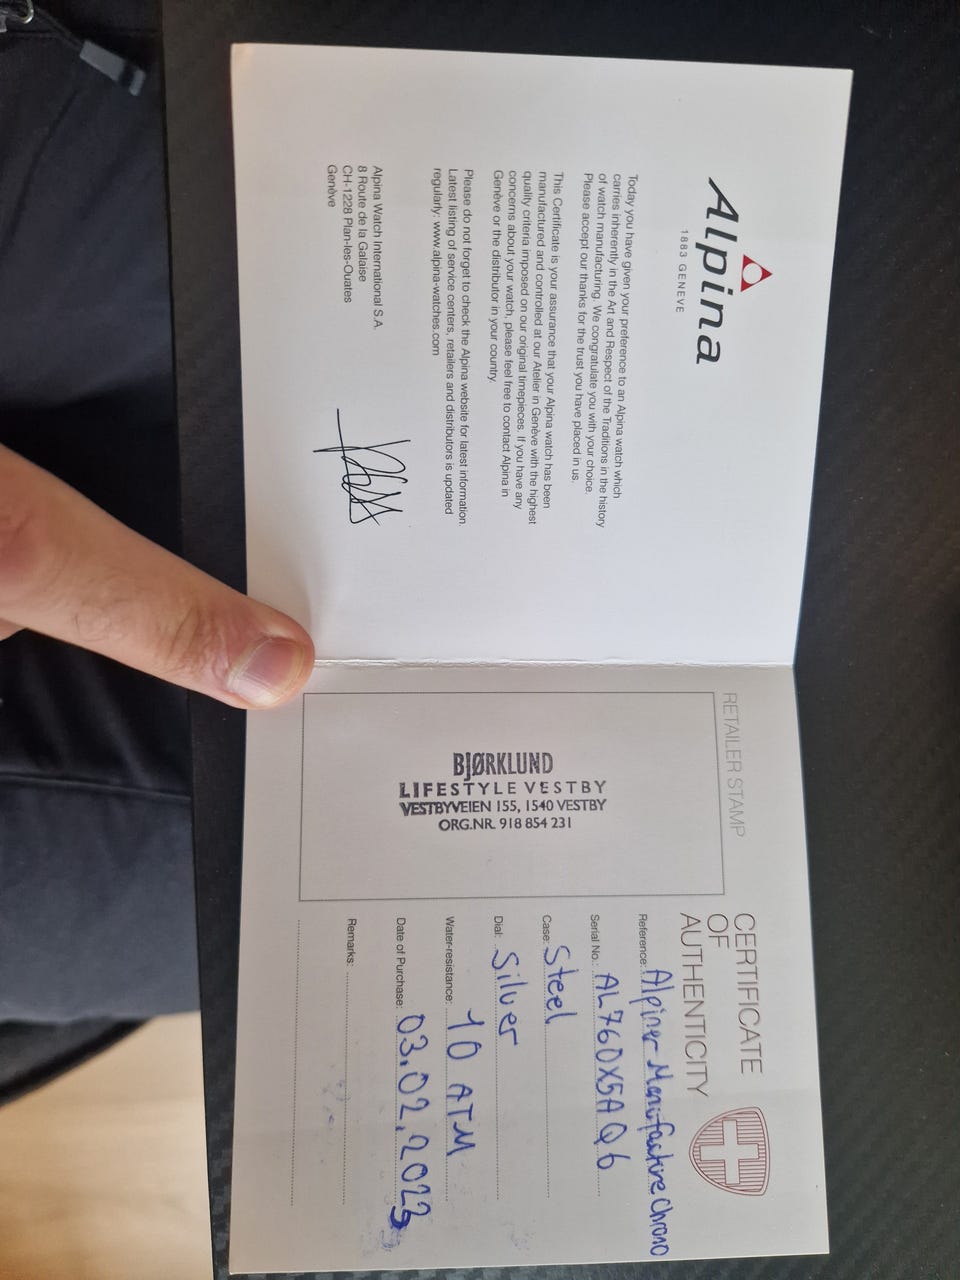 Alpina
1883 GENEVE
Today you have given your preference to an Alpina watch which
carries inherently in the Art and Respect of the Traditions in the history
of watch manufacturing. We congratulate you with your choice.
Please accept our thanks for the trust you have placed in us.
This Certificate is your assurance that your Alpina watch has been
manufactured and controlled at our Atelier in Genève with the highest
quality criteria imposed on our original timepieces. If you have any
concerns about your watch, please feel free to contact Alpina in
Genève or the distributor in your country.
Please do not forget to check the Alpina website for latest information.
Latest listing of service centers, retailers and distributors is updated
regularly: www.alpina-watches.com
Alpina Watch International S.A.
8 Route de la Galaise
CH-1228 Plan-les-Ouates
Genève
RETAILER STAMP
BJØRKLUND
LIFESTYLE VESTBY
VESTBYVEIEN 155, 1540 VESTBY
ORG.NR. 918 854 231
CERTIFICATE
OF
AUTHENTICITY
Reference: Alpiner Manufacture Chrono
Serial No.: AL760X5AQ6
Case: Steel
Dial: Silver
Water-resistance: 10 ATM
Date of Purchase: 03.02.2023
Remarks: